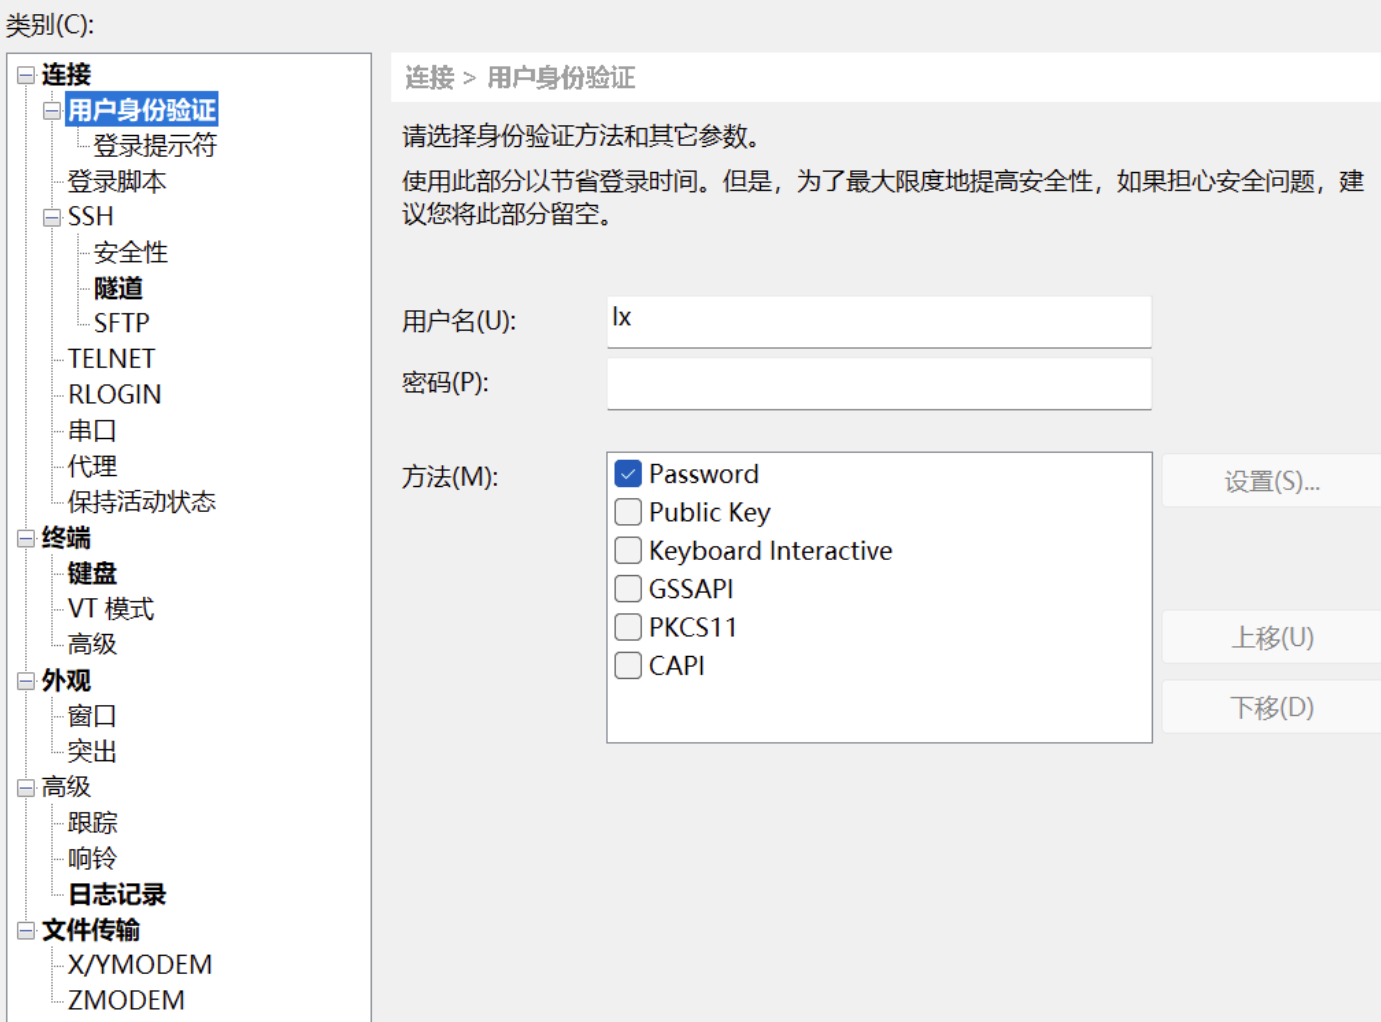 类别(C):
连接
用户身份验证
登录提示符
登录脚本
SSH
安全性
隧道
SFTP
TELNET
RLOGIN
串口
代理
保持活动状态
终端
键盘
VT 模式
高级
外观
窗口
突出
高级
跟踪
响铃
日志记录
文件传输
X/YMODEM
ZMODEM
连接 > 用户身份验证
请选择身份验证方法和其它参数。
使用此部分以节省登录时间。但是，为了最大限度地提高安全性，如果担心安全问题，建
议您将此部分留空。
用户名(U):
lx
密码(P):
方法(M):
Password
Public Key
Keyboard Interactive
GSSAPI
PKCS11
CAPI
设置(S)...
上移(U)
下移(D)